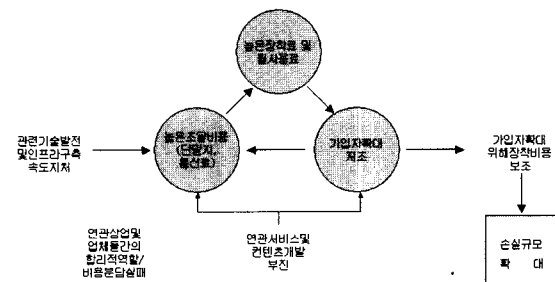 높은장착료 및
월사용료
관련기술발전
및인프라구축
속도지체
높은조달비용
(단말기,
통신료)
가입자확대
저조
가입자확대
위해장착비용
보조
연관산업및
업체들간의
합리적역할/
비용분담실패
연관서비스및
컨텐츠개발
부진
손실규모
확 대